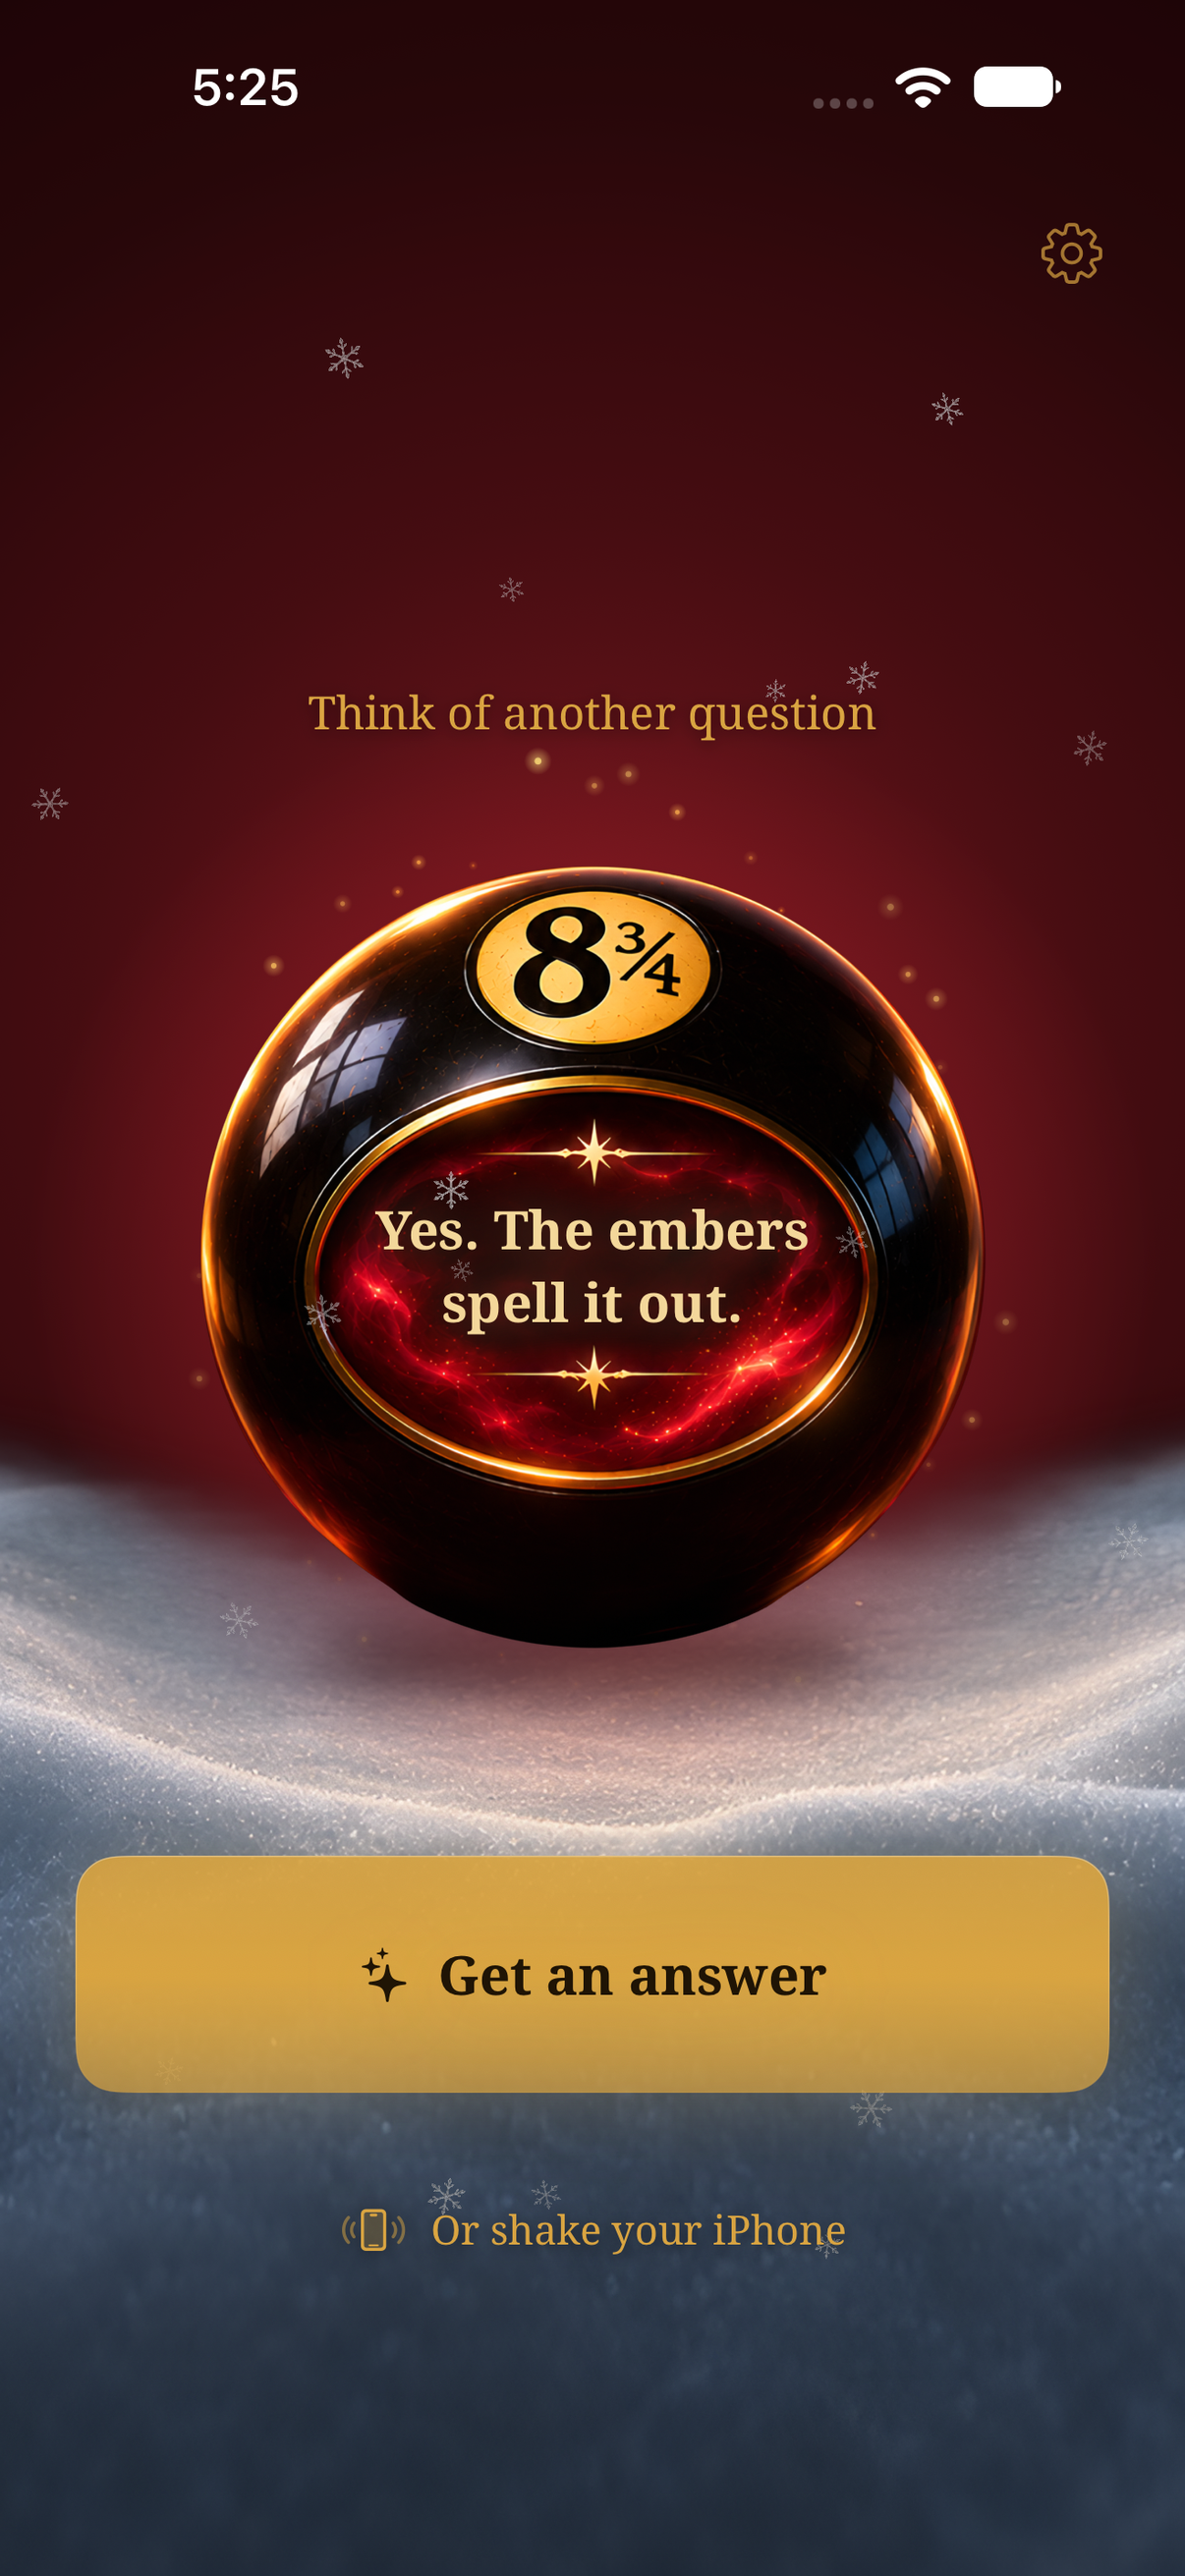 5:25
Think of another question
8¾
Yes. The embers
spell it out.
Get an answer
Or shake your iPhone